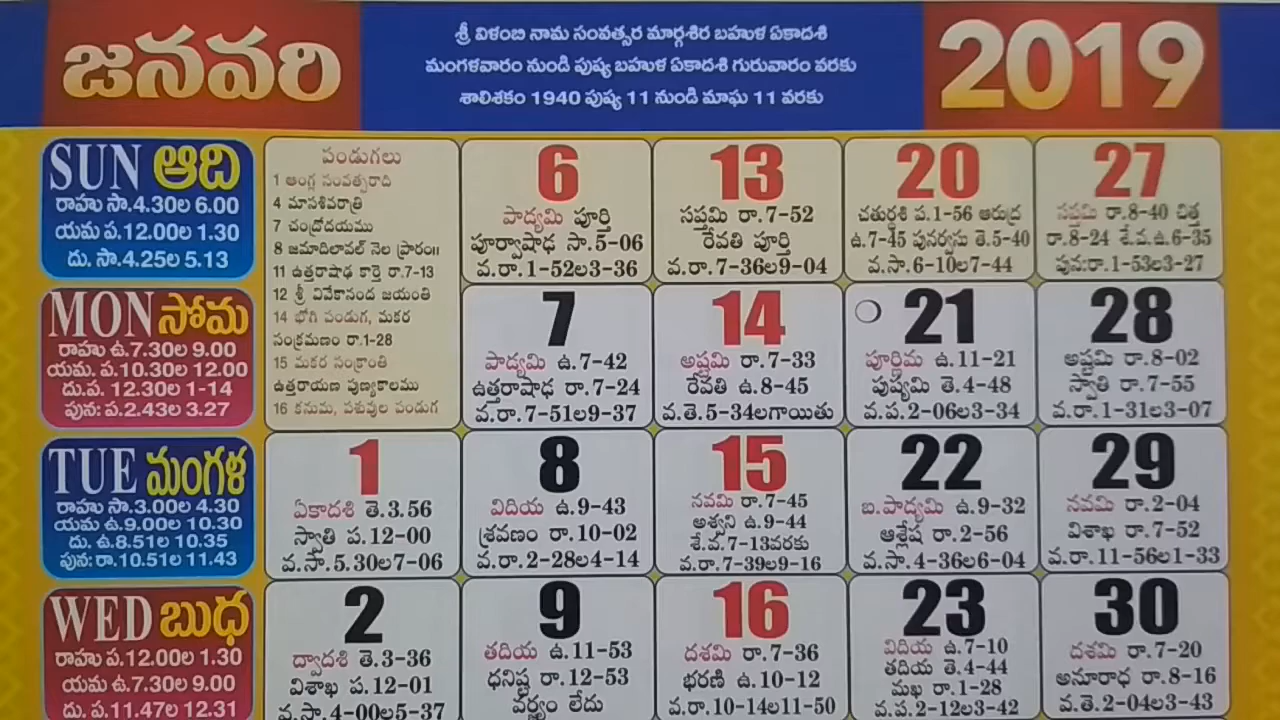 జనవరి
శ్రీ విళంబి నామ సంవత్సర మార్గశిర బహుళ ఏకాదశి
మంగళవారం నుండి పుష్య బహుళ ఏకాదశి గురువారం వరకు
శాలిశకం 1940 పుష్య 11 నుండి మాఘ 11 వరకు
2019
SUN ఆది
రాహు సా.4.30ల 6.00
యమ ప.12.00ల 1.30
దు. సా.4.25ల 5.13
పండుగలు
1 ఆంగ్ల సంవత్సరాది
4 మాసశివరాత్రి
7 చంద్రోదయము
8 జమాదిలావల్ నెల ప్రారం॥
11 ఉత్తరాషాఢ కార్తె రా.7-13
12 శ్రీ వివేకానంద జయంతి
14 భోగి పండుగ, మకర
సంక్రమణం రా.1-28
15 మకర సంక్రాంతి
ఉత్తరాయణ పుణ్యకాలము
16 కనుమ, పశువుల పండుగ
6
పాడ్యమి పూర్తి
పూర్వాషాఢ సా.5-06
వ.రా.1-52ల3-36
13
సప్తమి రా.7-52
రేవతి పూర్తి
వ.రా.7-36ల9-04
20
చతుర్దశి ప.1-56 ఆరుద్ర
ఉ.7-45 పునర్వసు తె.5-40
వ.సా.6-10ల7-44
27
సప్తమి రా.8-40 చిత్త
రా.8-24 శే.వ.ఉ.6-35
పున:రా.1-53ల3-27
MON సోమ
రాహు ఉ.7.30ల 9.00
యమ. ప.10.30ల 12.00
దు.ప. 12.30ల 1-14
పున: ప.2.43ల 3.27
7
పాడ్యమి ఉ.7-42
ఉత్తరాషాఢ రా.7-24
వ.రా.7-51ల9-37
14
అష్టమి రా.7-33
రేవతి ఉ.8-45
వ.తె.5-34లగాయితు
21
పూర్ణిమ ఉ.11-21
పుష్యమి తె.4-48
వ.ప.2-06ల3-34
28
అష్టమి రా.8-02
స్వాతి రా.7-55
వ.రా.1-31ల3-07
TUE మంగళ
రాహు సా.3.00ల 4.30
యమ ఉ.9.00ల 10.30
దు. ఉ.8.51ల 10.35
పున: రా.10.51ల 11.43
1
ఏకాదశి తె.3.56
స్వాతి ప.12-00
వ.సా.5.30ల7-06
8
విదియ ఉ.9-43
శ్రవణం రా.10-02
వ.రా.2-28ల4-14
15
నవమి రా.7-45
అశ్వని ఉ.9-44
శే.వ.7-13వరకు
వ.రా.7-39ల9-16
22
బ.పాడ్యమి ఉ.9-32
ఆశ్లేష రా.2-56
వ.సా.4-36ల6-04
29
నవమి రా.2-04
విశాఖ రా.7-52
వ.రా.11-56ల1-33
WED బుధ
రాహు ప.12.00ల 1.30
యమ ఉ.7.30ల 9.00
దు. ప.11.47ల 12.31
2
ద్వాదశి తె.3-36
విశాఖ ప.12-01
వ.సా.4-00ల5-37
9
తదియ ఉ.11-53
ధనిష్ట రా.12-53
వర్జ్యం లేదు
16
దశమి రా.7-36
భరణి ఉ.10-12
వ.రా.10-14ల11-50
23
విదియ ఉ.7-10
తదియ తె.4-44
మఖ రా.1-28
వ.ప.2-12ల3-42
30
దశమి రా.7-20
అనూరాధ రా.8-16
వ.తె.2-04ల3-43